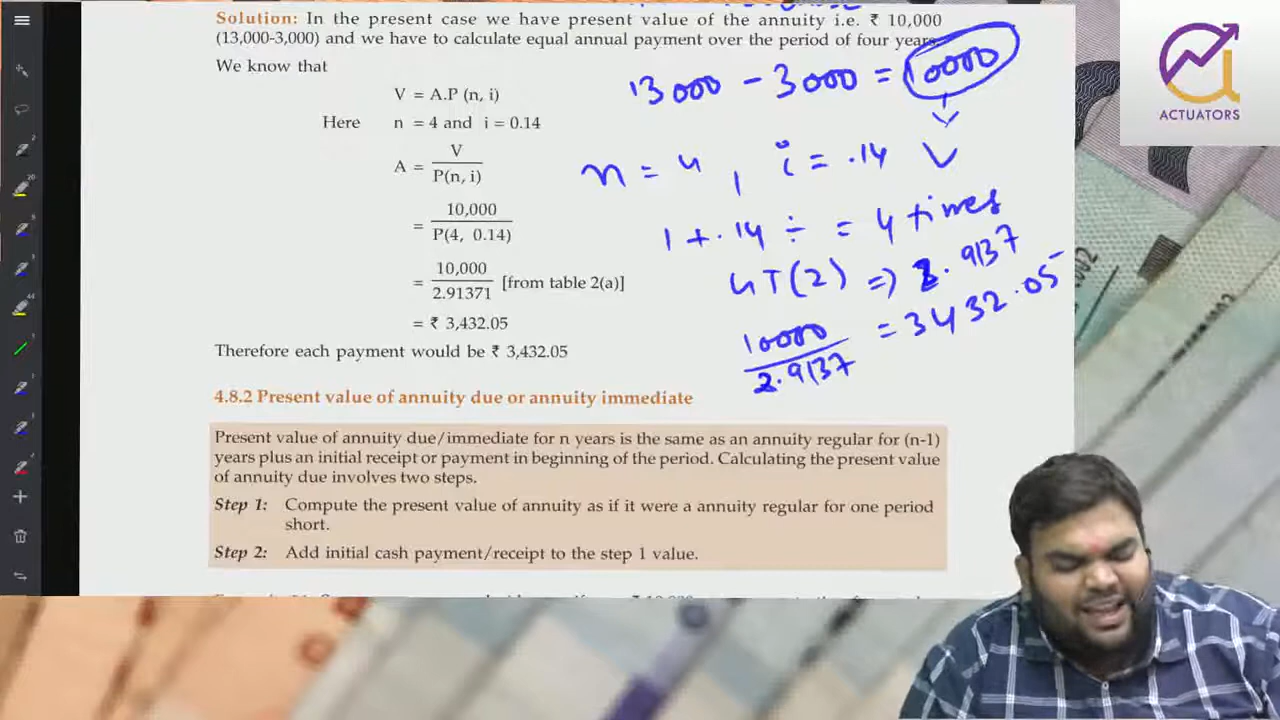 Solution: In the present case we have present value of the annuity i.e. ₹ 10,000
(13,000-3,000) and we have to calculate equal annual payment over the period of four years.
We know that
V = A.P (n, i)
Here n = 4 and i = 0.14
A = V / P(n, i)
= 10,000 / P(4, 0.14)
= 10,000 / 2.91371 [from table 2(a)]
= ₹ 3,432.05
Therefore each payment would be ₹ 3,432.05
13000 - 3000 = 10000
n = 4, i = .14 V
1 + .14 ÷ = 4 times
GT(2) => 2.9137
10000 / 2.9137 = 3432.05
4.8.2 Present value of annuity due or annuity immediate
Present value of annuity due/immediate for n years is the same as an annuity regular for (n-1)
years plus an initial receipt or payment in beginning of the period. Calculating the present value
of annuity due involves two steps.
Step 1: Compute the present value of annuity as if it were a annuity regular for one period
short.
Step 2: Add initial cash payment/receipt to the step 1 value.
ACTUATORS